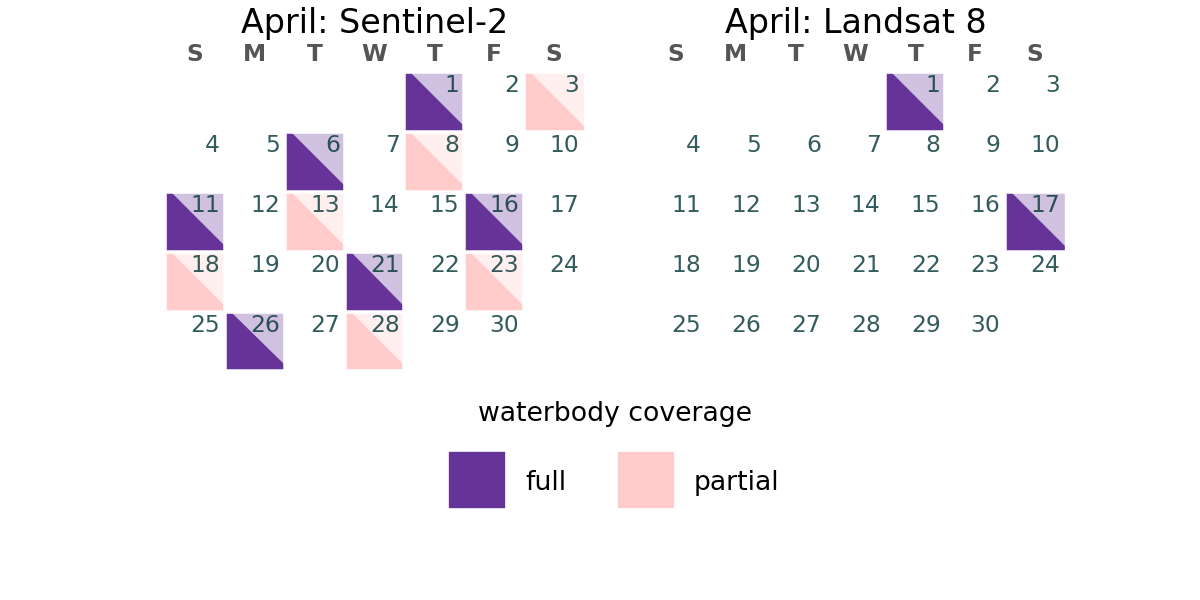 April: Sentinel-2
S M T W T F S
1 2 3
4 5 6 7 8 9 10
11 12 13 14 15 16 17
18 19 20 21 22 23 24
25 26 27 28 29 30
April: Landsat 8
S M T W T F S
1 2 3
4 5 6 7 8 9 10
11 12 13 14 15 16 17
18 19 20 21 22 23 24
25 26 27 28 29 30
waterbody coverage
full
partial